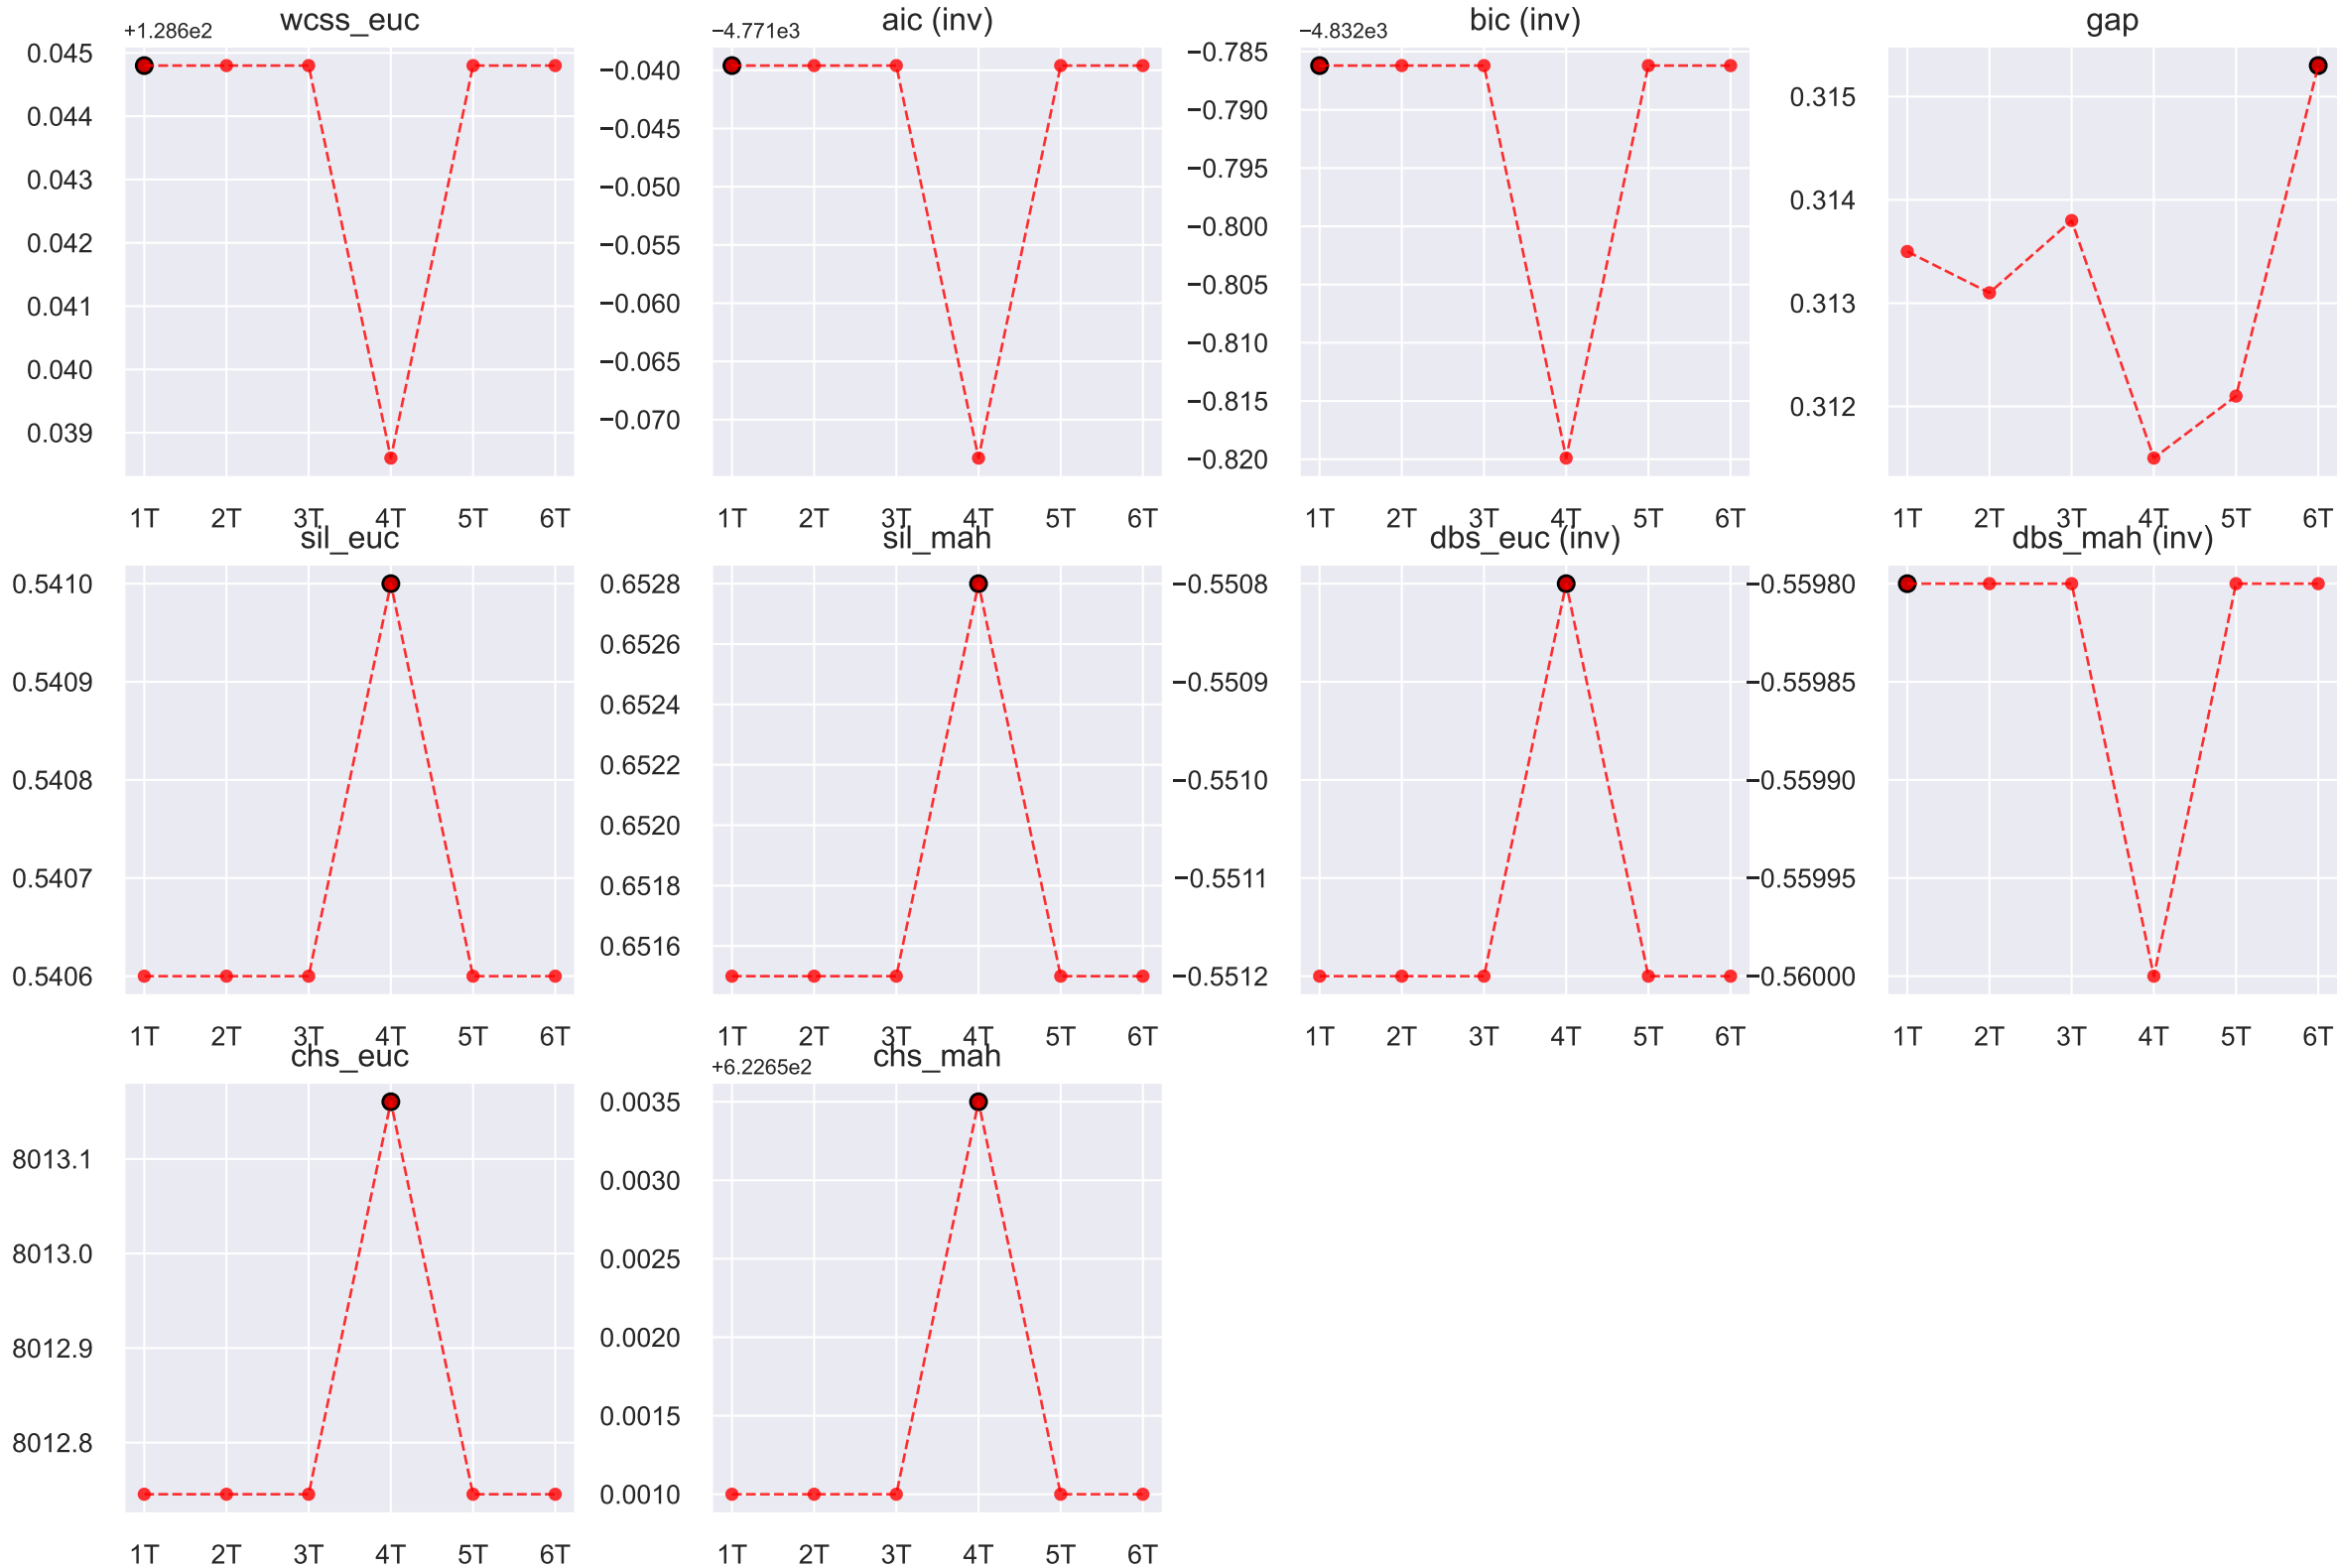 wcss_euc
+1.286e2
0.045
0.044
0.043
0.042
0.041
0.040
0.039
1T 2T 3T 4T 5T 6T
aic (inv)
−4.771e3
−0.040
−0.045
−0.050
−0.055
−0.060
−0.065
−0.070
1T 2T 3T 4T 5T 6T
bic (inv)
−4.832e3
−0.785
−0.790
−0.795
−0.800
−0.805
−0.810
−0.815
−0.820
1T 2T 3T 4T 5T 6T
gap
0.315
0.314
0.313
0.312
1T 2T 3T 4T 5T 6T
sil_euc
0.5410
0.5409
0.5408
0.5407
0.5406
1T 2T 3T 4T 5T 6T
sil_mah
0.6528
0.6526
0.6524
0.6522
0.6520
0.6518
0.6516
1T 2T 3T 4T 5T 6T
dbs_euc (inv)
−0.5508
−0.5509
−0.5510
−0.5511
−0.5512
1T 2T 3T 4T 5T 6T
dbs_mah (inv)
−0.55980
−0.55985
−0.55990
−0.55995
−0.56000
1T 2T 3T 4T 5T 6T
chs_euc
8013.1
8013.0
8012.9
8012.8
1T 2T 3T 4T 5T 6T
chs_mah
+6.2265e2
0.0035
0.0030
0.0025
0.0020
0.0015
0.0010
1T 2T 3T 4T 5T 6T